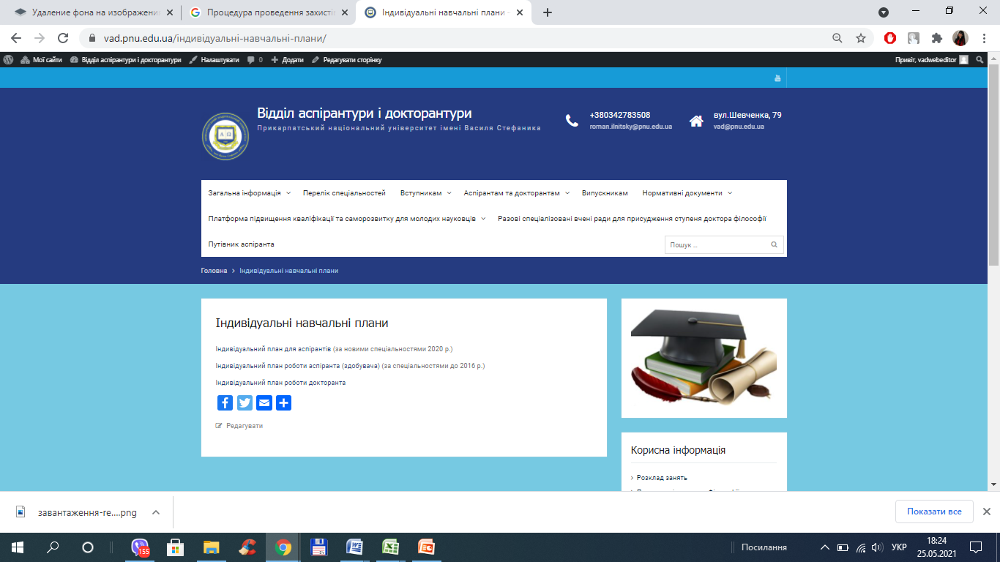 Удаление фона на изображени
Процедура проведення захистів
Індивідуальні навчальні плани -
vad.pnu.edu.ua/індивідуальні-навчальні-плани/
Мої сайти Відділ аспірантури і докторантури Налаштувати 0 Додати Редагувати сторінку Привіт, vadwebeditor
Відділ аспірантури і докторантури
Прикарпатський національний університет імені Василя Стефаника
+380342783508
roman.ilnitsky@pnu.edu.ua
вул.Шевченка, 79
vad@pnu.edu.ua
Загальна інформація Перелік спеціальностей Вступникам Аспірантам та докторантам Випускникам Нормативні документи
Платформа підвищення кваліфікації та саморозвитку для молодих науковців Разові спеціалізовані вчені ради для присудження ступеня доктора філософії
Путівник аспіранта Пошук ...
Головна > Індивідуальні навчальні плани
Індивідуальні навчальні плани
Індивідуальний план для аспірантів (за новими спеціальностями 2020 р.)
Індивідуальний план роботи аспіранта (здобувача) (за спеціальностями до 2016 р.)
Індивідуальний план роботи докторанта
Редагувати
Корисна інформація
Розклад занять
завантаження-re....png
Показати все
155
Посилання
УКР
18:24
25.05.2021